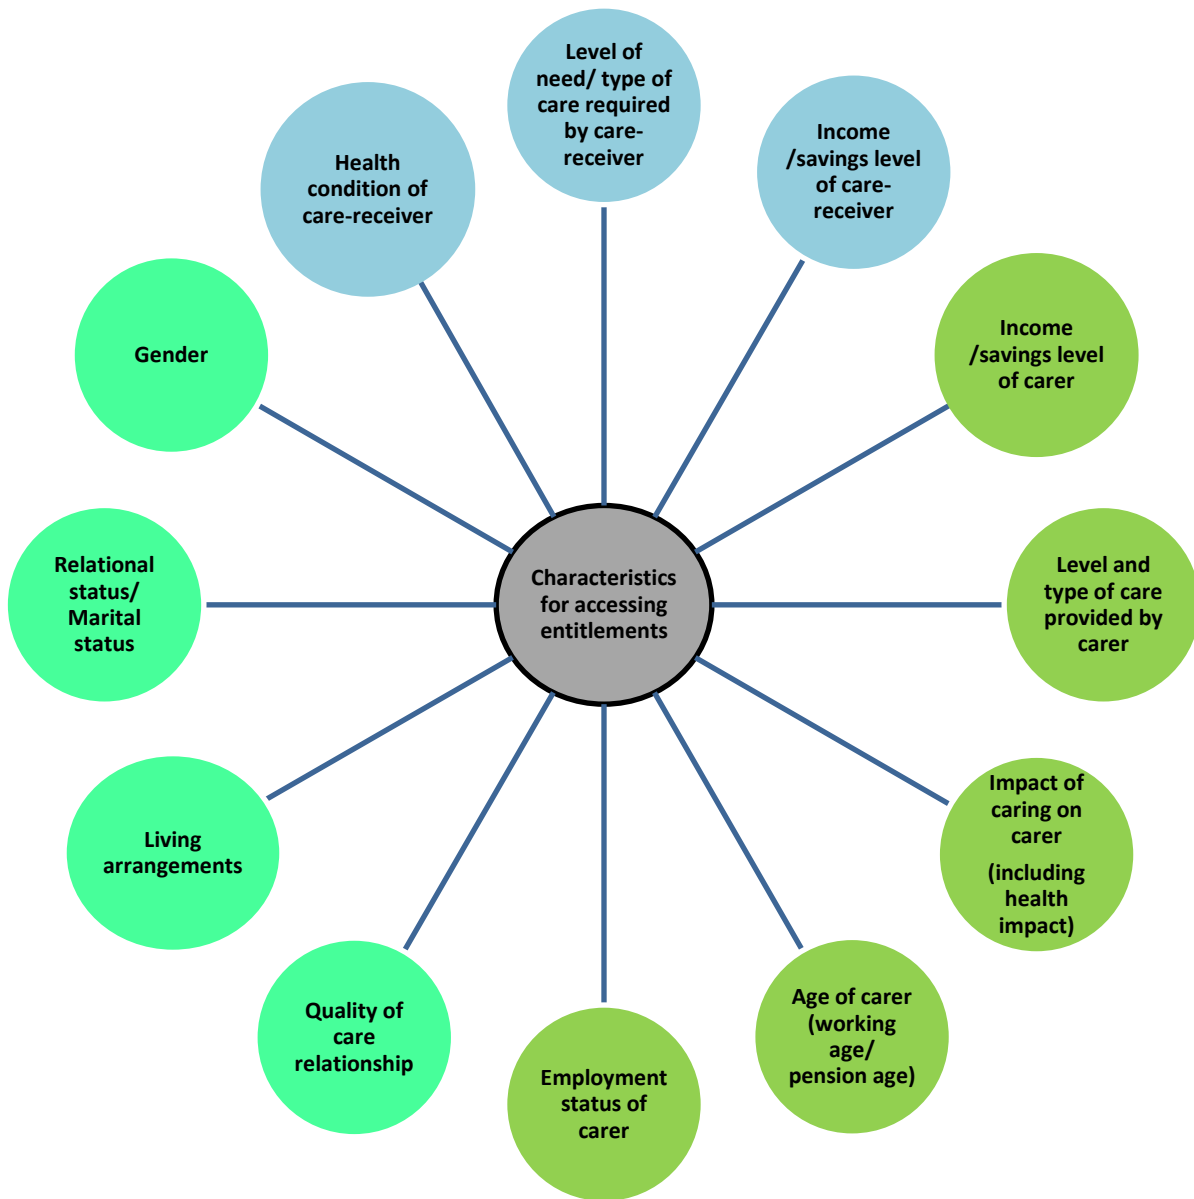 Level of
need/ type of
care required
by care-
receiver
Income
/savings level
of care-
receiver
Income
/savings level
of carer
Level and
type of care
provided by
carer
Impact of
caring on
carer
(including
health
impact)
Age of carer
(working
age/
pension age)
Employment
status of
carer
Quality of
care
relationship
Living
arrangements
Relational
status/
Marital
status
Gender
Health
condition of
care-receiver
Characteristics
for accessing
entitlements